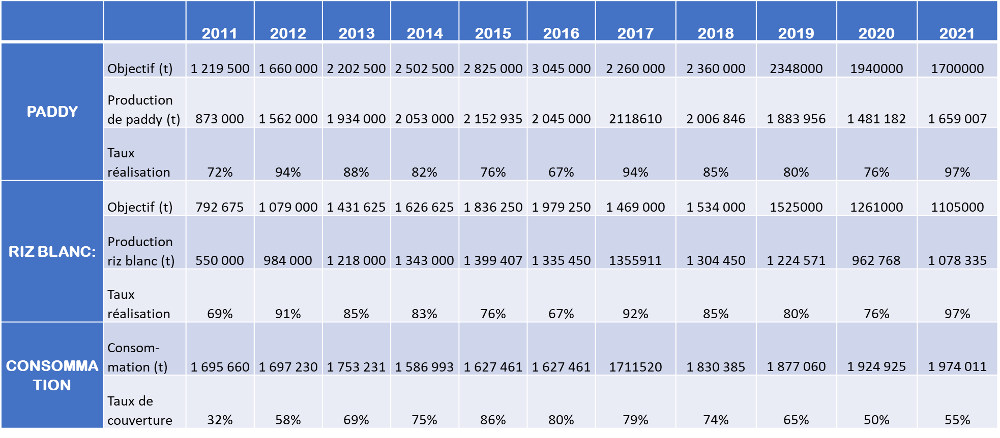 2011 2012 2013 2014 2015 2016 2017 2018 2019 2020 2021
PADDY
Objectif (t) 1 219 500 1 660 000 2 202 500 2 502 500 2 825 000 3 045 000 2 260 000 2 360 000 2348000 1940000 1700000
Production
de paddy (t) 873 000 1 562 000 1 934 000 2 053 000 2 152 935 2 045 000 2118610 2 006 846 1 883 956 1 481 182 1 659 007
Taux
réalisation 72% 94% 88% 82% 76% 67% 94% 85% 80% 76% 97%
RIZ BLANC:
Objectif (t) 792 675 1 079 000 1 431 625 1 626 625 1 836 250 1 979 250 1 469 000 1 534 000 1525000 1261000 1105000
Production
riz blanc (t) 550 000 984 000 1 218 000 1 343 000 1 399 407 1 335 450 1355911 1 304 450 1 224 571 962 768 1 078 335
Taux
réalisation 69% 91% 85% 83% 76% 67% 92% 85% 80% 76% 97%
CONSOMMA
TION
Consom-
mation (t) 1 695 660 1 697 230 1 753 231 1 586 993 1 627 461 1 627 461 1711520 1 830 385 1 877 060 1 924 925 1 974 011
Taux de
couverture 32% 58% 69% 75% 86% 80% 79% 74% 65% 50% 55%